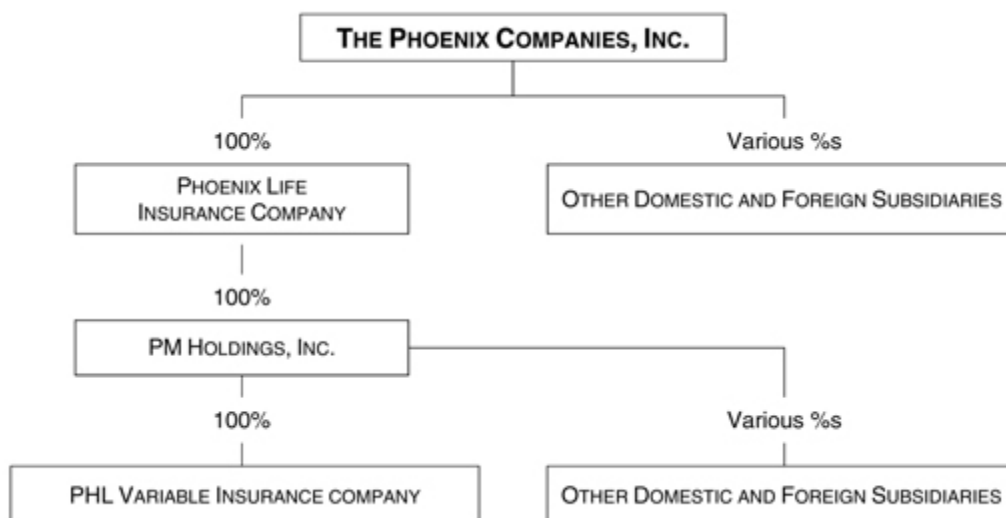 THE PHOENIX COMPANIES, INC.
100%
Various %s
PHOENIX LIFE
INSURANCE COMPANY
OTHER DOMESTIC AND FOREIGN SUBSIDIARIES
100%
PM HOLDINGS, INC.
100%
Various %s
PHL VARIABLE INSURANCE COMPANY
OTHER DOMESTIC AND FOREIGN SUBSIDIARIES